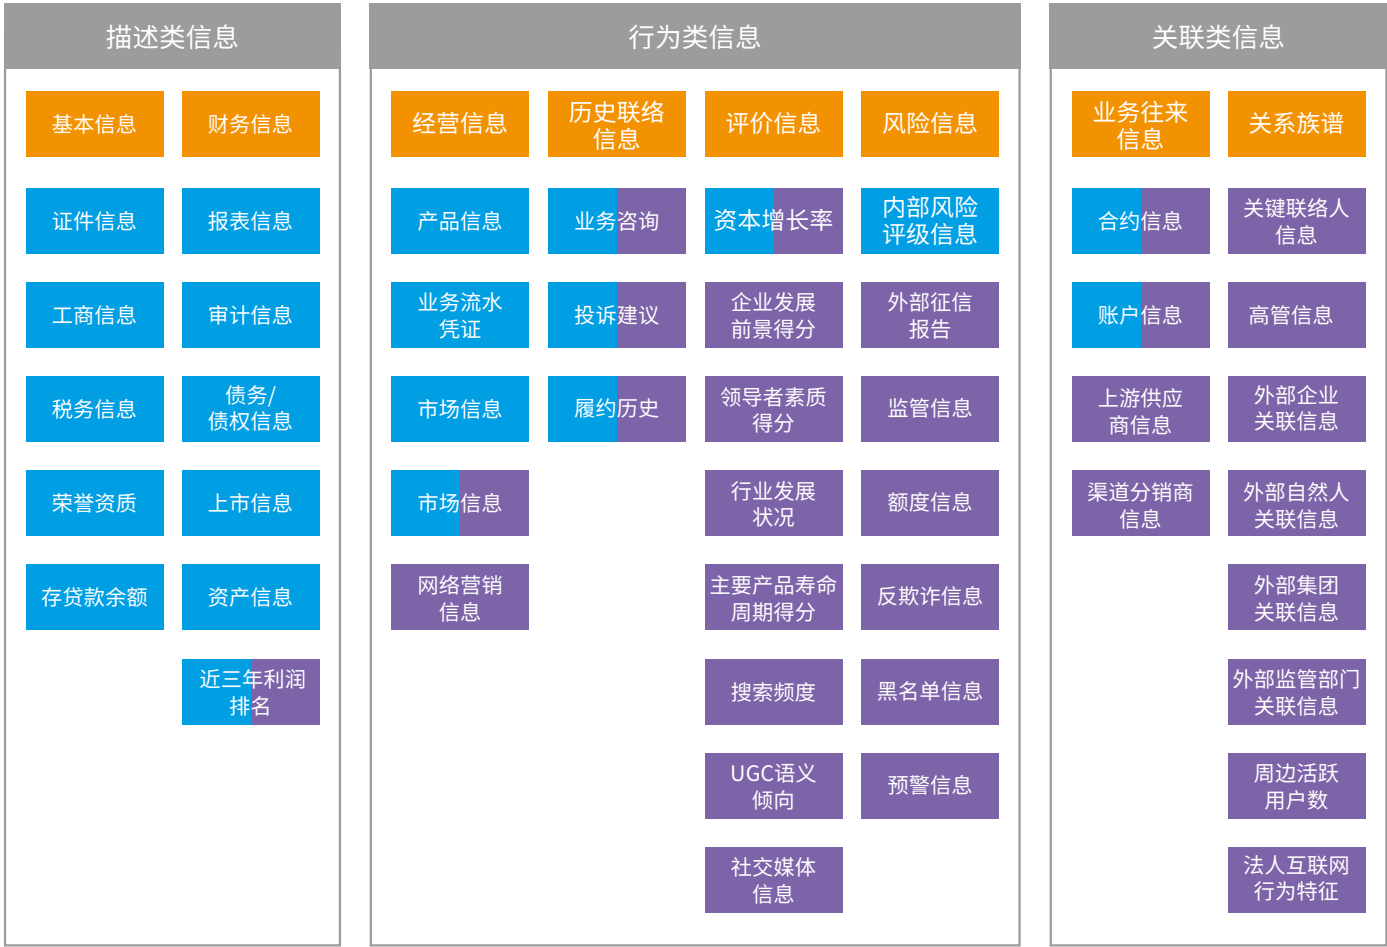 描述类信息
基本信息
证件信息
工商信息
税务信息
荣誉资质
存贷款余额
财务信息
报表信息
审计信息
债务/
债权信息
上市信息
资产信息
近三年利润
排名
行为类信息
经营信息
产品信息
业务流水
凭证
市场信息
市场信息
网络营销
信息
历史联络
信息
业务咨询
投诉建议
履约历史
评价信息
资本增长率
企业发展
前景得分
领导者素质
得分
行业发展
状况
主要产品寿命
周期得分
搜索频度
UGC语义
倾向
社交媒体
信息
风险信息
内部风险
评级信息
外部征信
报告
监管信息
额度信息
反欺诈信息
黑名单信息
预警信息
关联类信息
业务往来
信息
合约信息
账户信息
上游供应
商信息
渠道分销商
信息
关系族谱
关键联络人
信息
高管信息
外部企业
关联信息
外部自然人
关联信息
外部集团
关联信息
外部监管部门
关联信息
周边活跃
用户数
法人互联网
行为特征